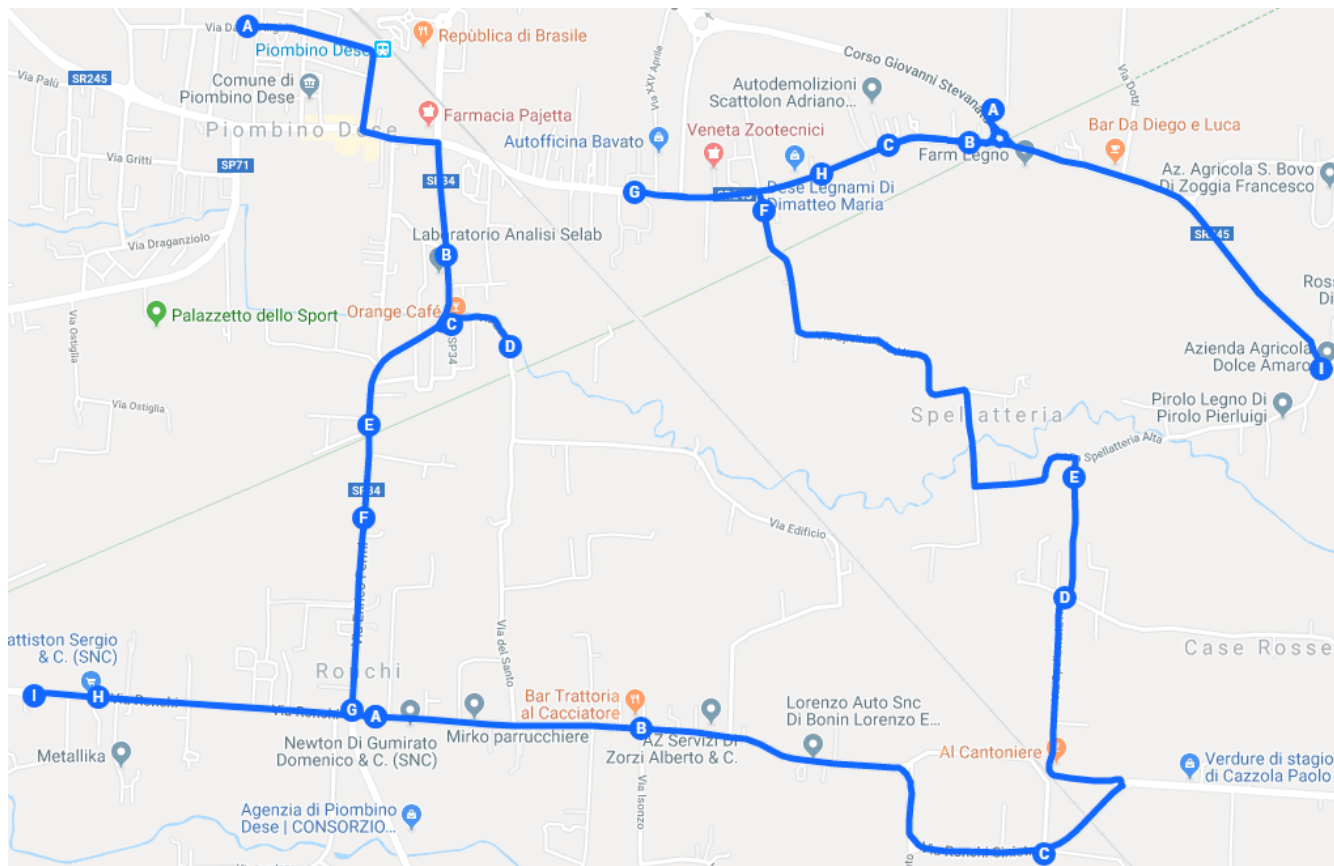 A
Piombino Dese
Repùbblica di Brasile
Via Palù
SR245
Comune di
Piombino Dese
Farmacia Pajetta
Via XXV Aprile
Corso Giovanni
Autodemolizioni
Scattolon Adriano...
Via Dotti
A
Piombino Dese
Autofficina Bavato
Veneta Zootecnici
C
B
Farm Legno
Bar Da Diego e Luca
Via Gritti
SP71
H
Az. Agricola S. Bovo
Di Zoggia Francesco
G
Dese Legnami Di
Dimatteo Maria
F
Via Draganziolo
Laboratorio Analisi Selab
B
Palazzetto dello Sport
Orange Café
C
SP34
D
Via Ostiglia
Azienda Agricola
Dolce Amaro
I
Via Ostiglia
Spellatteria
Pirolo Legno Di
Pirolo Pierluigi
E
Via Spellatteria Alta
E
F
Via Edificio
D
attiston Sergio
& C. (SNC)
Via del Santo
Case Rosse
Ronchi
I
H
Via Ronchi
G
A
Bar Trattoria
al Cacciatore
B
Lorenzo Auto Snc
Di Bonin Lorenzo E...
Newton Di Gumirato
Domenico & C. (SNC)
Mirko parrucchiere
AZ Servizi Di
Zorzi Alberto & C.
Al Cantoniere
Metallika
Verdure di stagio
di Cazzola Paolo
Via Isonzo
Agenzia di Piombino
Dese | CONSORZIO...
C